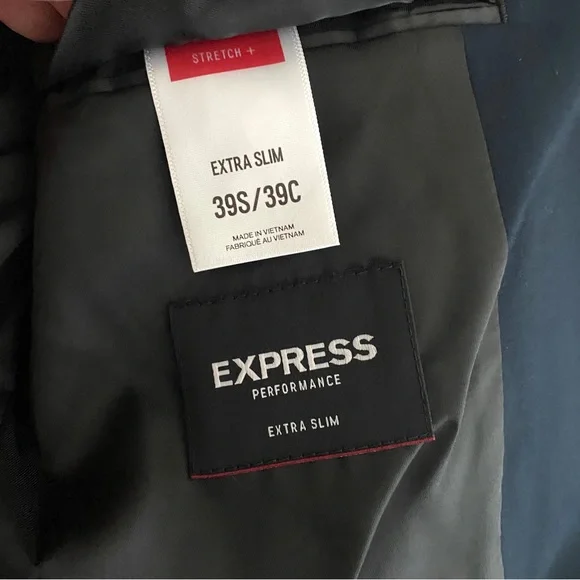 STRETCH +
EXTRA SLIM
39S/39C
MADE IN VIETNAM
FABRIQUÉ AU VIETNAM
EXPRESS
PERFORMANCE
EXTRA SLIM